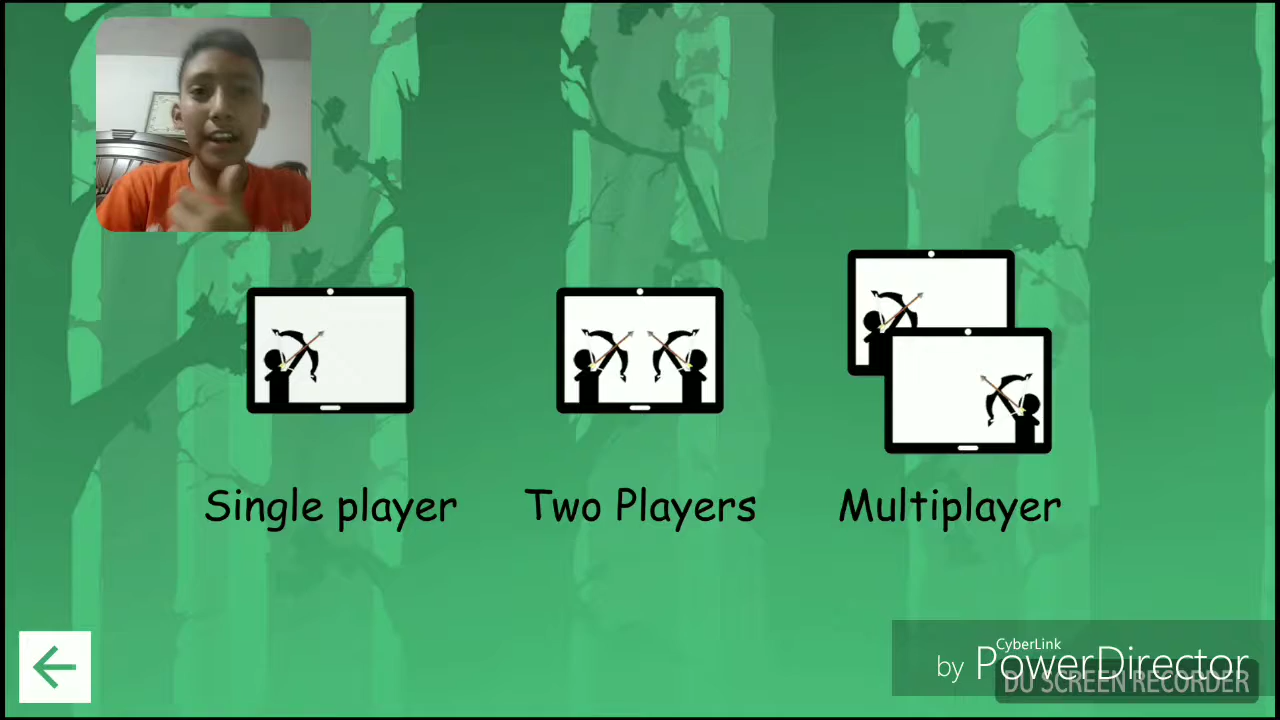 Single player
Two Players
Multiplayer
CyberLink
by PowerDirector
DU SCREEN RECORDER